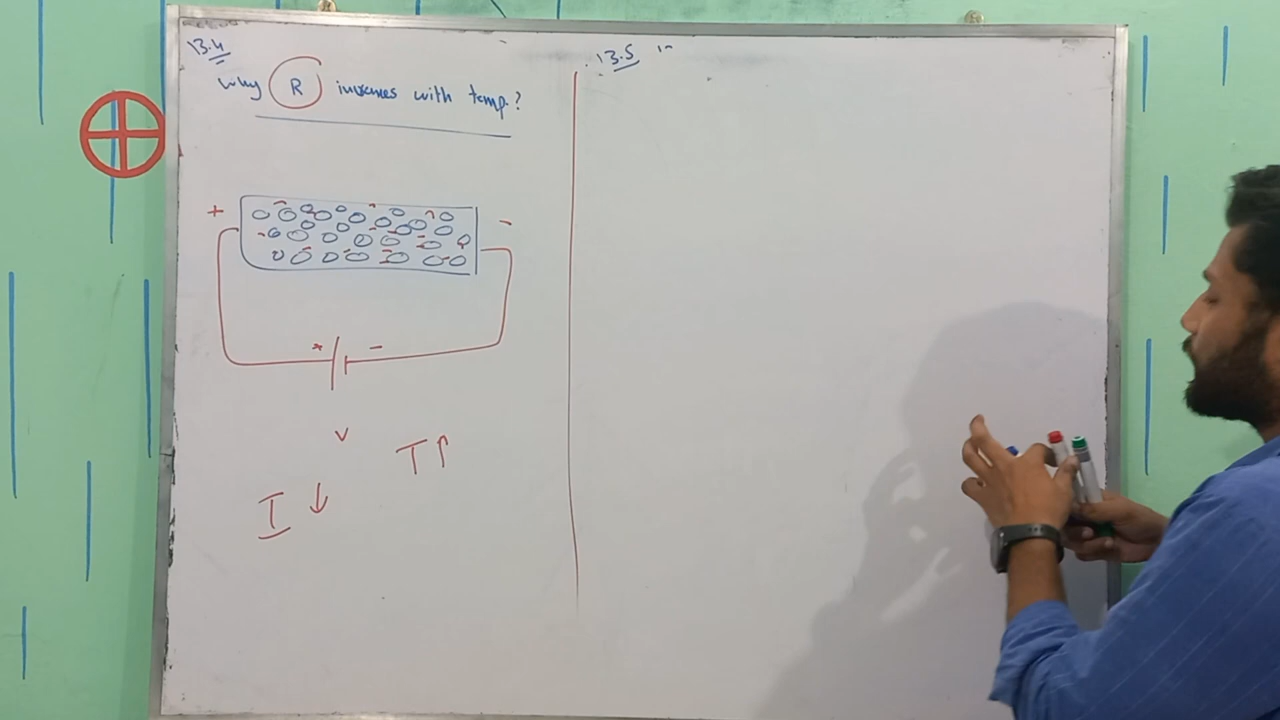 13.4
Why R increases with temp.?
+ -
+ -
V
T↑
I ↓
13.5